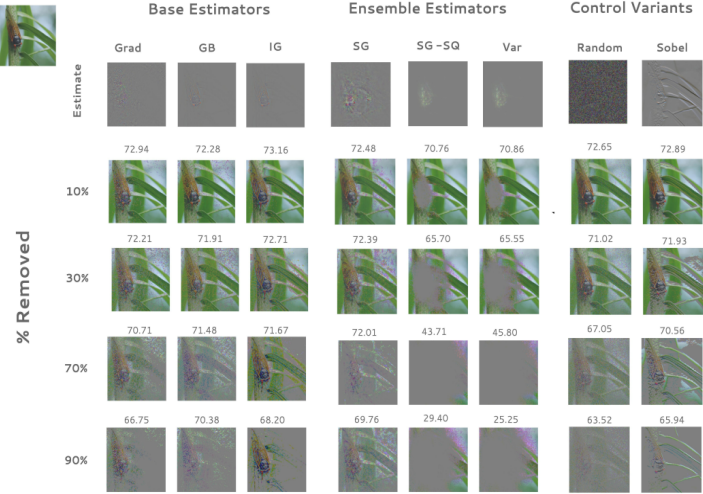 Base Estimators Ensemble Estimators Control Variants
Grad GB IG SG SG-SQ Var Random Sobel
Estimate
72.94 72.28 73.16 72.48 70.76 70.86 72.65 72.89
10%
72.21 71.91 72.71 72.39 65.70 65.55 71.02 71.93
30%
% Removed
70.71 71.48 71.67 72.01 43.71 45.80 67.05 70.56
70%
66.75 70.38 68.20 69.76 29.40 25.25 63.52 65.94
90%